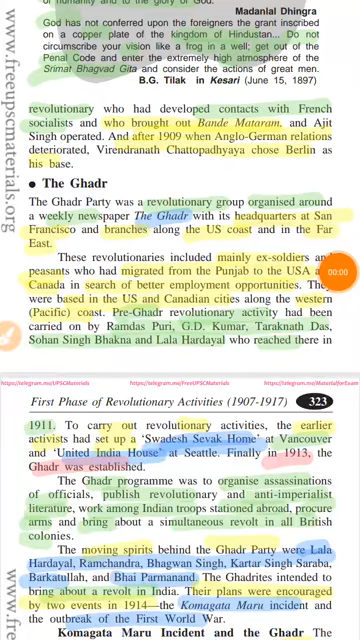 of humanity and to the glory of God.
Madanlal Dhingra
God has not conferred upon the foreigners the grant inscribed
on a copper plate of the kingdom of Hindustan... Do not
circumscribe your vision like a frog in a well; get out of the
Penal Code and enter the extremely high atmosphere of the
Srimat Bhagvad Gita and consider the actions of great men.
B.G. Tilak in Kesari (June 15, 1897)
revolutionary who had developed contacts with French
socialists and who brought out Bande Mataram, and Ajit
Singh operated. And after 1909 when Anglo-German relations
deteriorated, Virendranath Chattopadhyaya chose Berlin as
his base.
● The Ghadr
The Ghadr Party was a revolutionary group organised around
a weekly newspaper The Ghadr with its headquarters at San
Francisco and branches along the US coast and in the Far
East.
These revolutionaries included mainly ex-soldiers and
peasants who had migrated from the Punjab to the USA
Canada in search of better employment opportunities.
were based in the US and Canadian cities along the western
(Pacific) coast. Pre-Ghadr revolutionary activity had been
carried on by Ramdas Puri, G.D. Kumar, Taraknath Das,
Sohan Singh Bhakna and Lala Hardayal who reached there in
00:00
www.freeupscmaterials.org
https://telegram.me/UPSCMaterials https://telegram.me/FreeUPSCMaterials https://telegram.me/MaterialforExam
First Phase of Revolutionary Activities (1907-1917) 323
1911. To carry out revolutionary activities, the earlier
activists had set up a 'Swadesh Sevak Home' at Vancouver
and 'United India House' at Seattle. Finally in 1913, the
Ghadr was established.
The Ghadr programme was to organise assassinations
of officials, publish revolutionary and anti-imperialist
literature, work among Indian troops stationed abroad, procure
arms and bring about a simultaneous revolt in all British
colonies.
The moving spirits behind the Ghadr Party were Lala
Hardayal, Ramchandra, Bhagwan Singh, Kartar Singh Saraba,
Barkatullah, and Bhai Parmanand. The Ghadrites intended to
bring about a revolt in India. Their plans were encouraged
by two events in 1914—the Komagata Maru incident and
the outbreak of the First World War.
Komagata Maru Incident and the Ghadr The